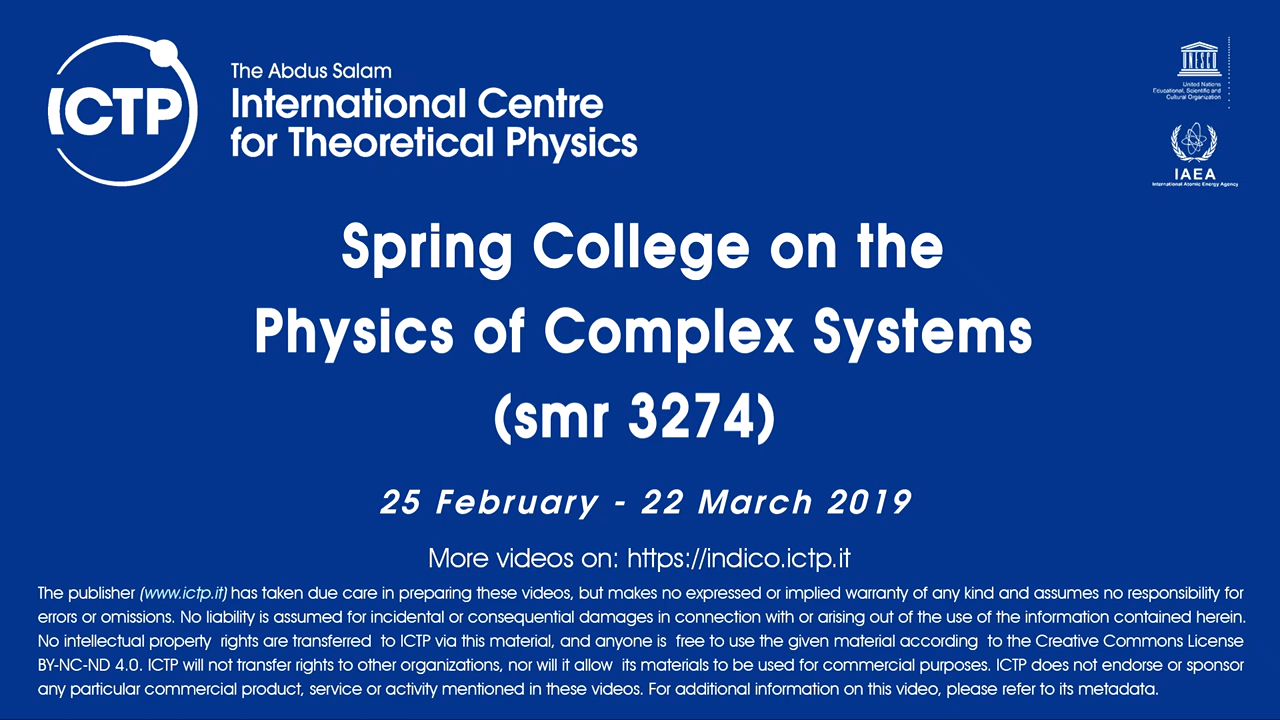 ICTP
The Abdus Salam
International Centre
for Theoretical Physics
UNESCO
United Nations
Educational, Scientific and
Cultural Organization
IAEA
International Atomic Energy Agency
Spring College on the
Physics of Complex Systems
(smr 3274)
25 February - 22 March 2019
More videos on: https://indico.ictp.it
The publisher (www.ictp.it) has taken due care in preparing these videos, but makes no expressed or implied warranty of any kind and assumes no responsibility for
errors or omissions. No liability is assumed for incidental or consequential damages in connection with or arising out of the use of the information contained herein.
No intellectual property rights are transferred to ICTP via this material, and anyone is free to use the given material according to the Creative Commons License
BY-NC-ND 4.0. ICTP will not transfer rights to other organizations, nor will it allow its materials to be used for commercial purposes. ICTP does not endorse or sponsor
any particular commercial product, service or activity mentioned in these videos. For additional information on this video, please refer to its metadata.